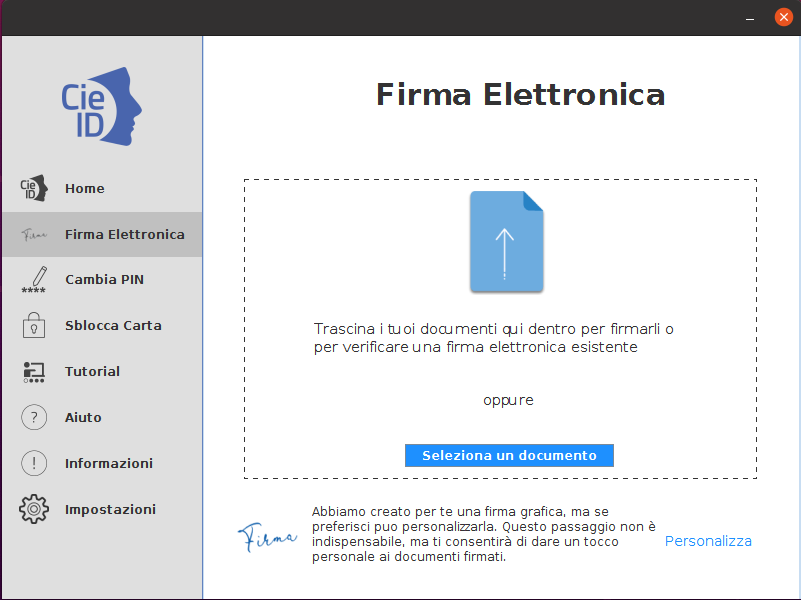 Cie
ID
Cie
ID
Home
Firma
Firma Elettronica
****
Cambia PIN
Sblocca Carta
Tutorial
?
Aiuto
!
Informazioni
Impostazioni
Firma Elettronica
Trascina i tuoi documenti qui dentro per firmarli o
per verificare una firma elettronica esistente
oppure
Seleziona un documento
Firma
Abbiamo creato per te una firma grafica, ma se
preferisci puo personalizzarla. Questo passaggio non è
indispensabile, ma ti consentirà di dare un tocco
personale ai documenti firmati.
Personalizza